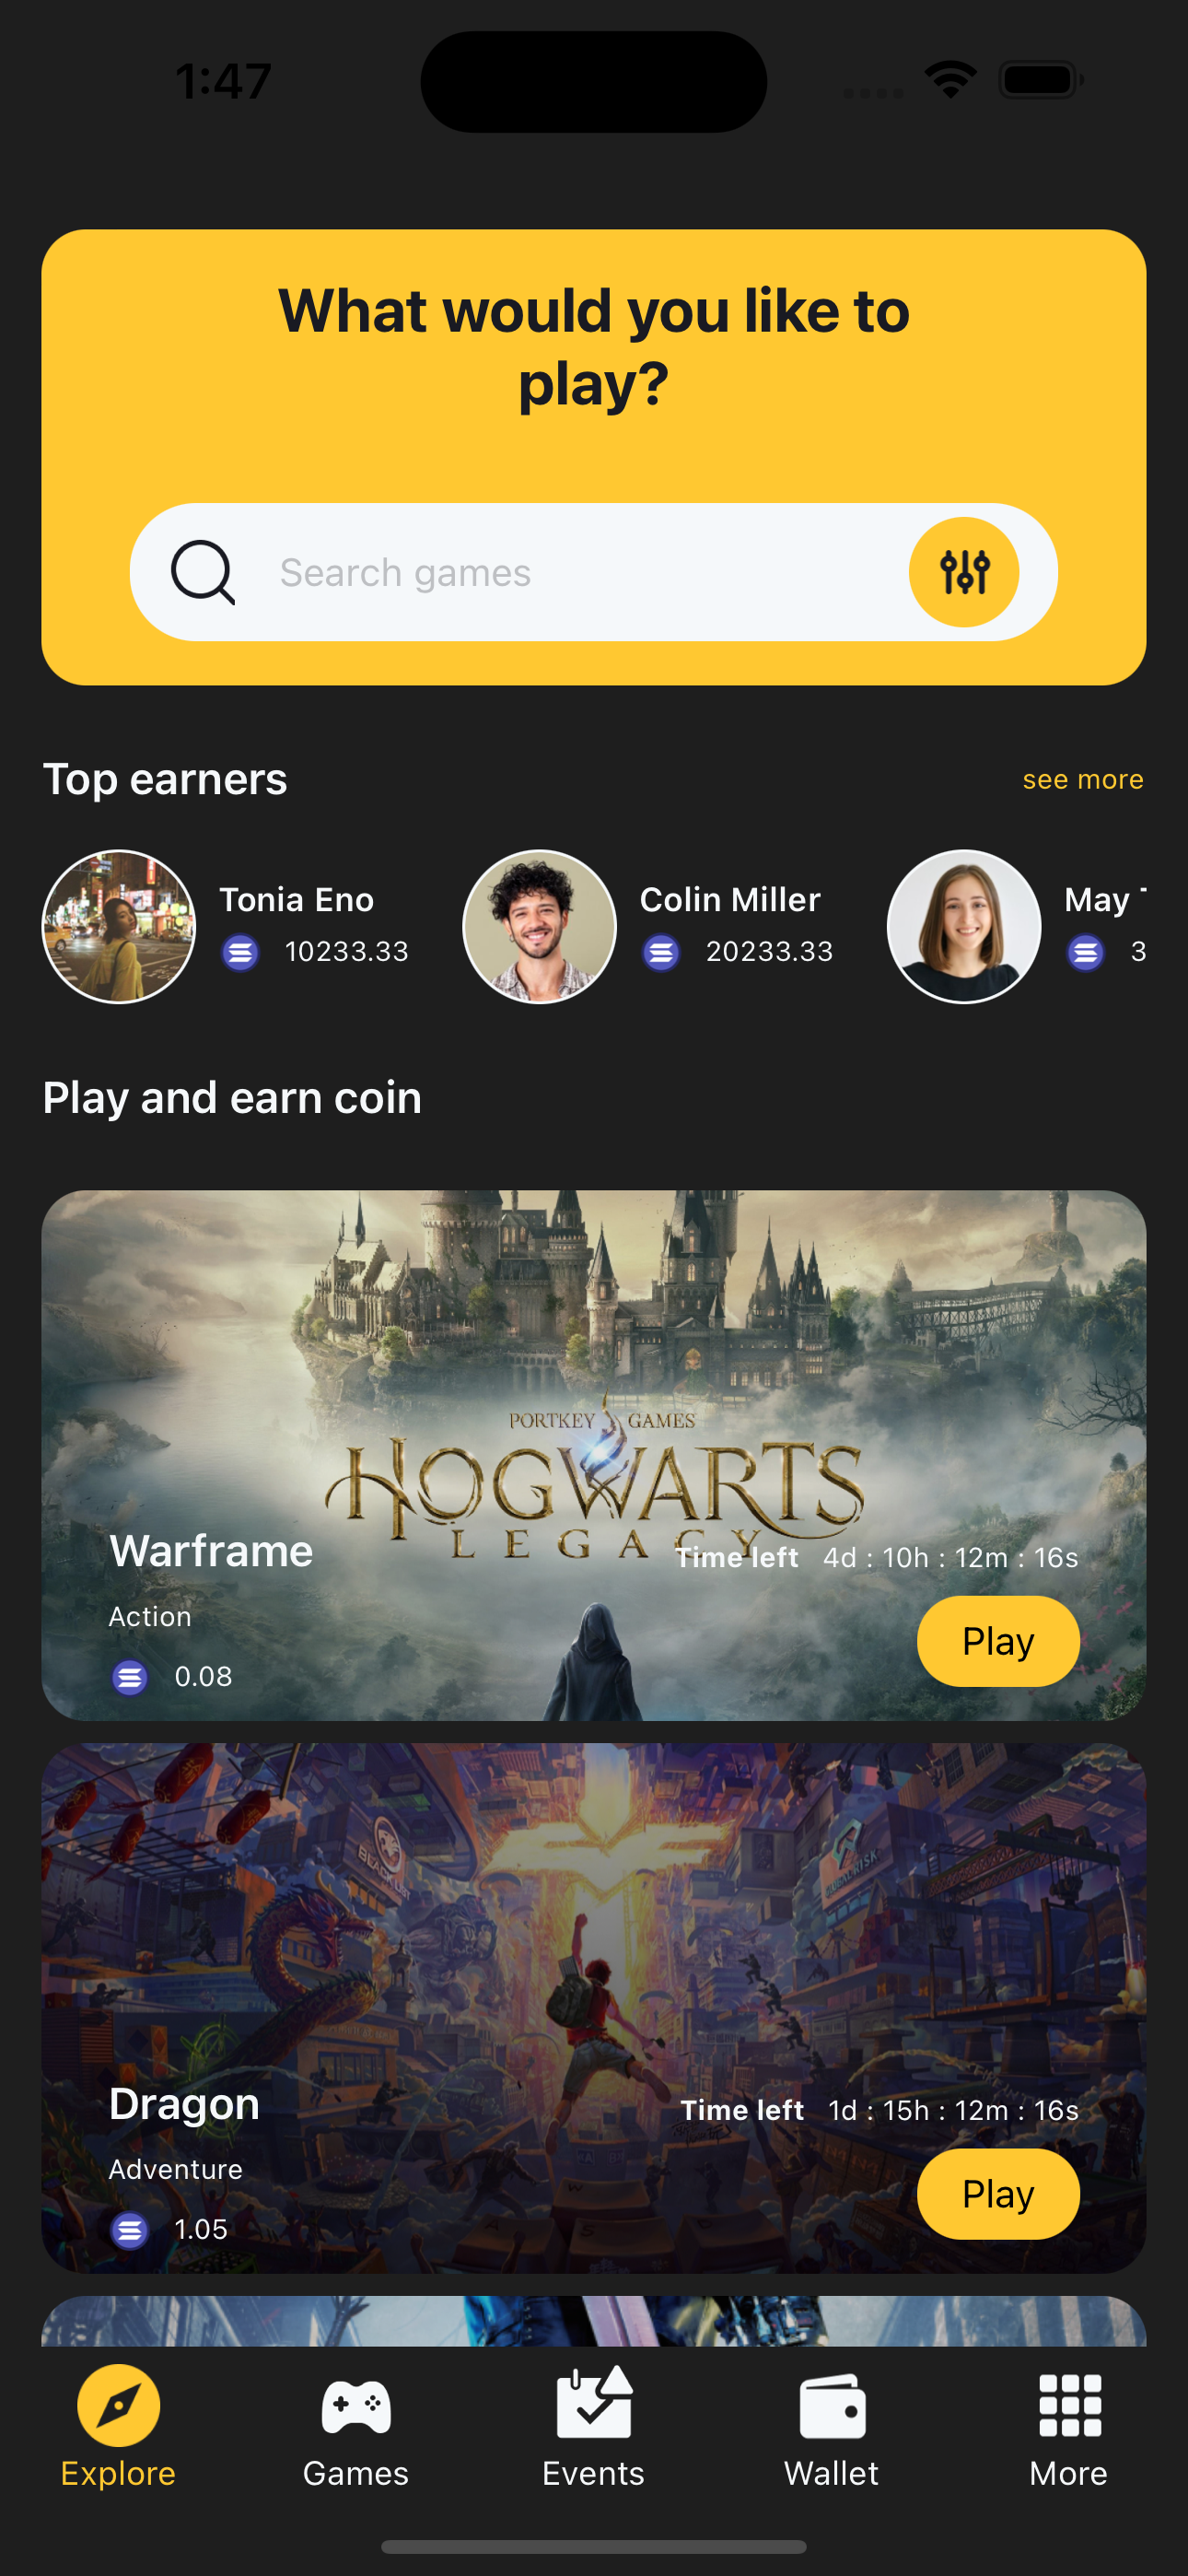 1:47
What would you like to
play?
Search games
Top earners
see more
Tonia Eno
10233.33
Colin Miller
20233.33
May
3
Play and earn coin
PORTKEY GAMES
HOGWARTS
LEGACY
Warframe
Time left 4d : 10h : 12m : 16s
Action
Play
0.08
BLACKLIST
Dragon
Time left 1d : 15h : 12m : 16s
Adventure
Play
1.05
Explore
Games
Events
Wallet
More